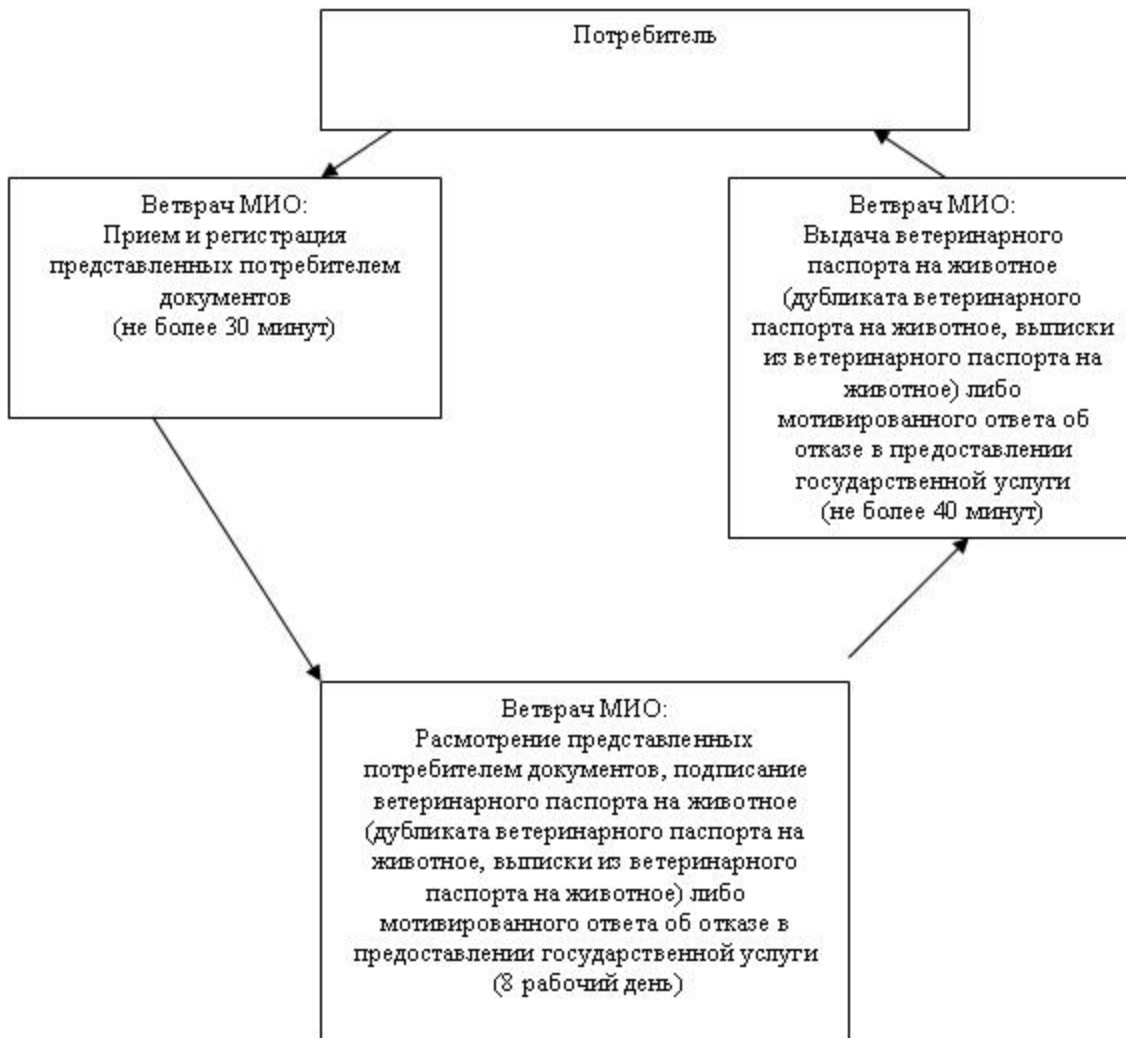 Потребитель
Ветврач МИО:
Прием и регистрация
представленных потребителем
документов
(не более 30 минут)
Ветврач МИО:
Выдача ветеринарного
паспорта на животное
(дубликата ветеринарного
паспорта на животное, выписки
из ветеринарного паспорта на
животное) либо
мотивированного ответа об
отказе в предоставлении
государственной услуги
(не более 40 минут)
Ветврач МИО:
Расмотрение представленных
потребителем документов, подписание
ветеринарного паспорта на животное
(дубликата ветеринарного паспорта на
животное, выписки из ветеринарного
паспорта на животное) либо
мотивированного ответа об отказе в
предоставлении государственной услуги
(8 рабочий день)